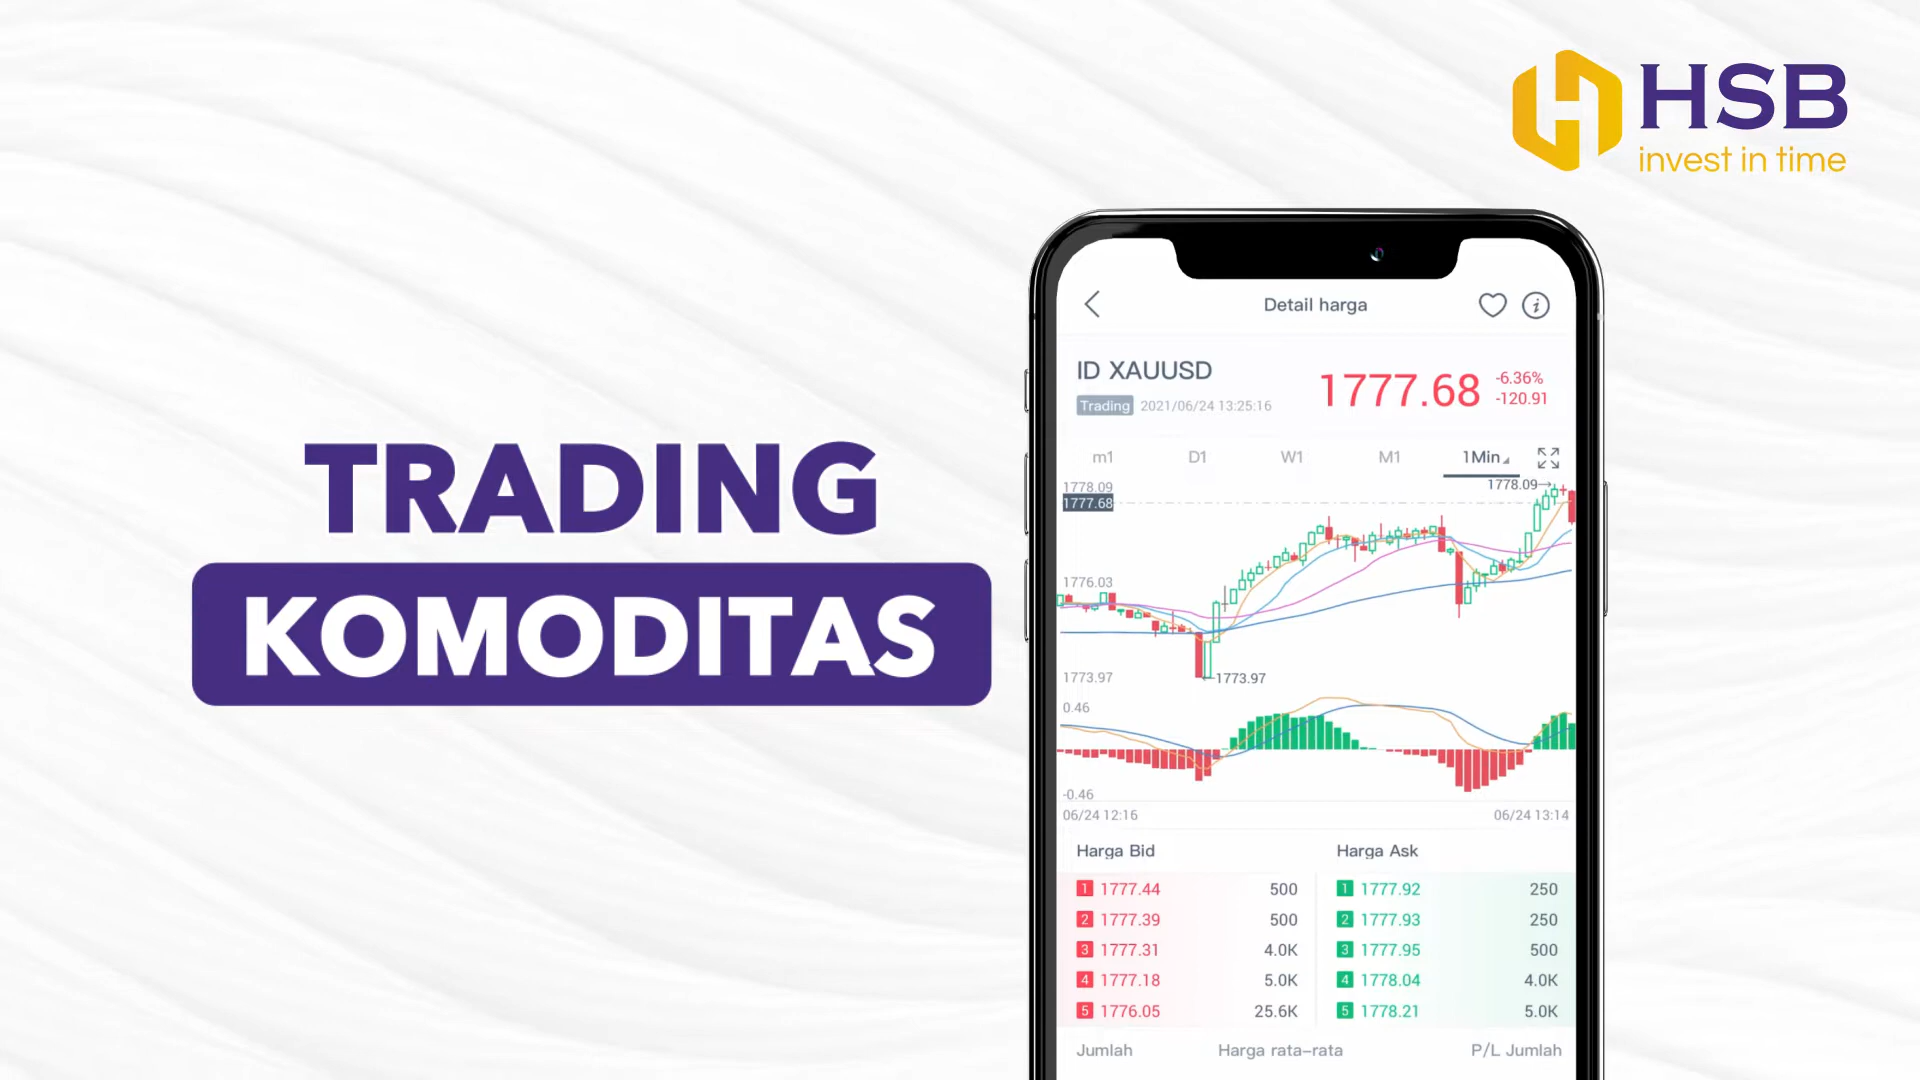 HSB
invest in time
TRADING
KOMODITAS
Detail harga
ID XAUUSD
1777.68
-6.36%
-120.91
Trading 2021/06/24 13:25:16
m1 D1 W1 M1 1Min
1778.09
1778.09
1777.68
1776.03
1773.97
1773.97
0.46
-0.46
06/24 12:16 06/24 13:14
Harga Bid Harga Ask
1 1777.44 500 1 1777.92 250
2 1777.39 500 2 1777.93 250
3 1777.31 4.0K 3 1777.95 500
4 1777.18 5.0K 4 1778.04 4.0K
5 1776.05 25.6K 5 1778.21 5.0K
Jumlah Harga rata-rata P/L Jumlah